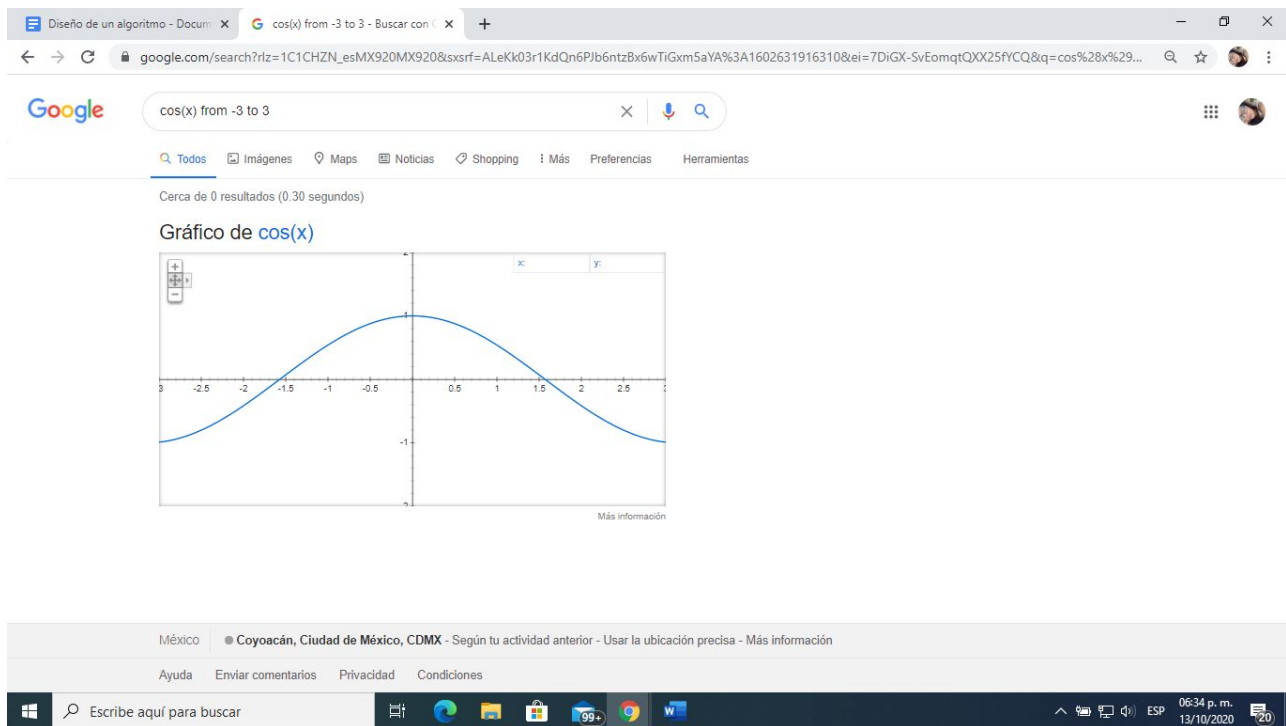 Diseño de un algoritmo - Docum
cos(x) from -3 to 3 - Buscar con
google.com/search?rlz=1C1CHZN_esMX920MX920&sxsrf=ALeKk03r1KdQn6PJb6ntzBx6wTiGxm5aYA%3A1602631916310&ei=7DiGX-SvEomqtQXX25fYCQ&q=cos%28x%29...
Google
cos(x) from -3 to 3
Todos Imágenes Maps Noticias Shopping Más Preferencias Herramientas
Cerca de 0 resultados (0.30 segundos)
Gráfico de cos(x)
x: y:
1
-2.5 -2 -1.5 -1 -0.5 0.5 1 1.5 2 2.5
-1
Más información
México Coyoacán, Ciudad de México, CDMX - Según tu actividad anterior - Usar la ubicación precisa - Más información
Ayuda Enviar comentarios Privacidad Condiciones
Escribe aquí para buscar
99+
ESP
06:34 p. m.
13/10/2020
20